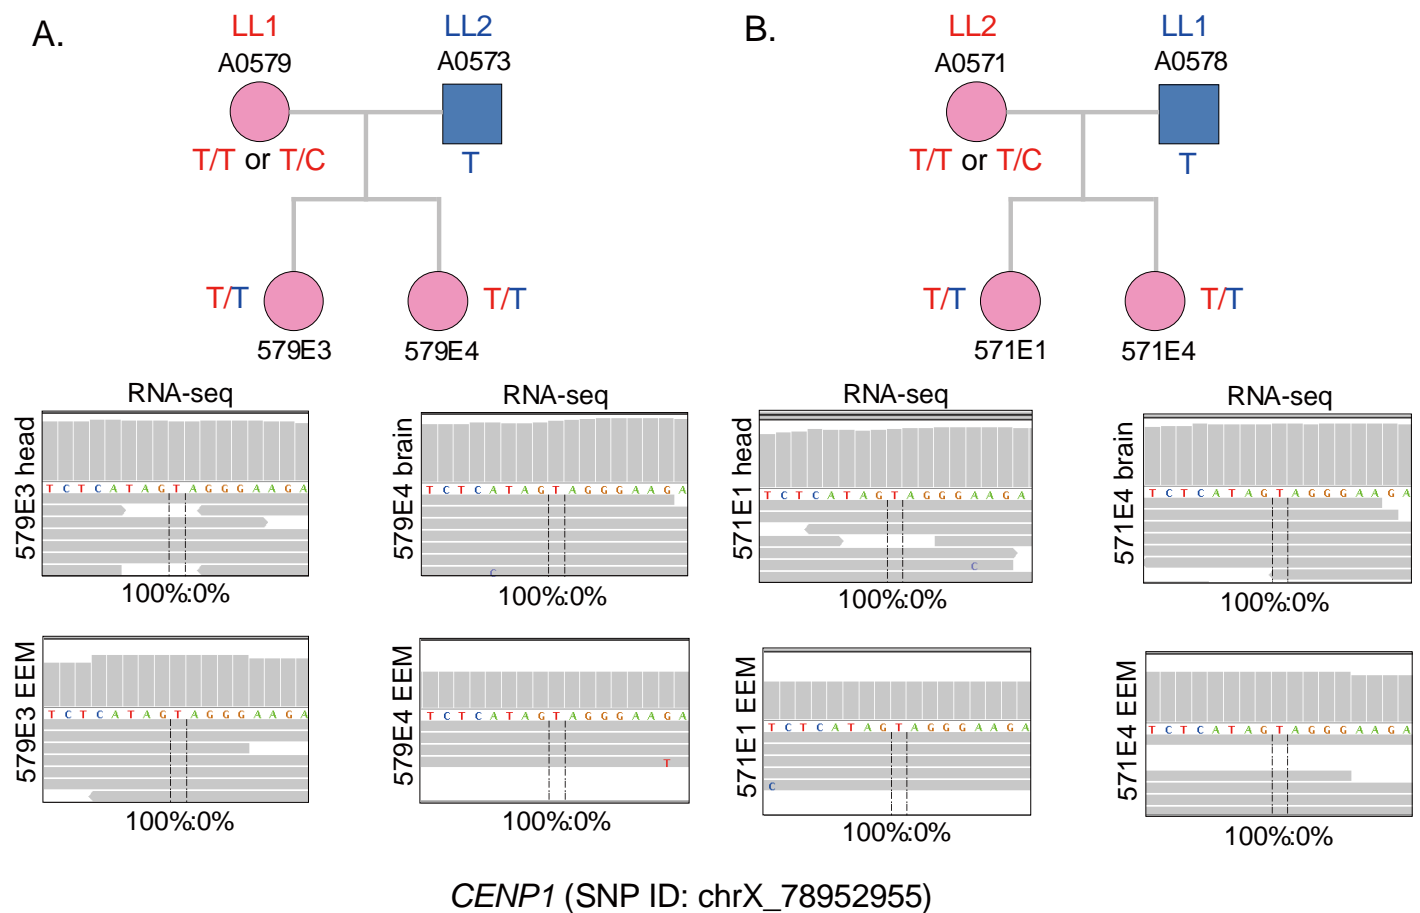 A.
LL1
LL2
A0579
A0573
T/T or T/C
T
T/T
T/T
579E3
579E4
B.
LL2
LL1
A0571
A0578
T/T or T/C
T
T/T
T/T
571E1
571E4
RNA-seq
RNA-seq
RNA-seq
RNA-seq
579E3 head
T C T C A T A G T A G G G A A G A
100%:0%
579E4 brain
T C T C A T A G T A G G G A A G A
C
100%:0%
571E1 head
T C T C A T A G T A G G G A A G A
C
100%:0%
571E4 brain
T C T C A T A G T A G G G A A G A
100%:0%
579E3 EEM
T C T C A T A G T A G G G A A G A
100%:0%
579E4 EEM
T C T C A T A G T A G G G A A G A
T
100%:0%
571E1 EEM
T C T C A T A G T A G G G A A G A
C
100%:0%
571E4 EEM
T C T C A T A G T A G G G A A G A
100%:0%
CENP1 (SNP ID: chrX_78952955)